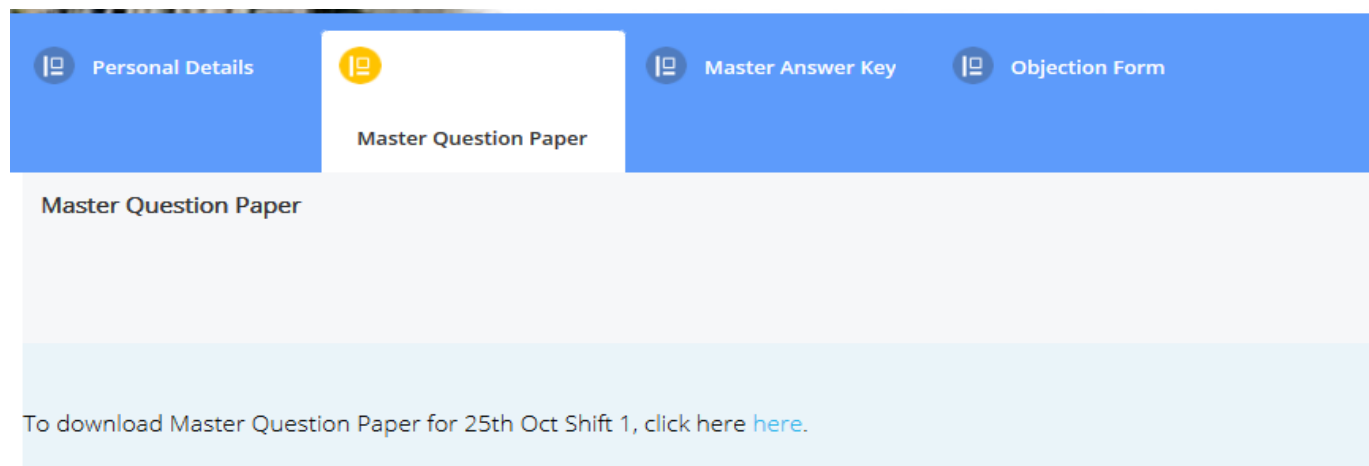 Personal Details
Master Question Paper
Master Answer Key
Objection Form
Master Question Paper
To download Master Question Paper for 25th Oct Shift 1, click here here.